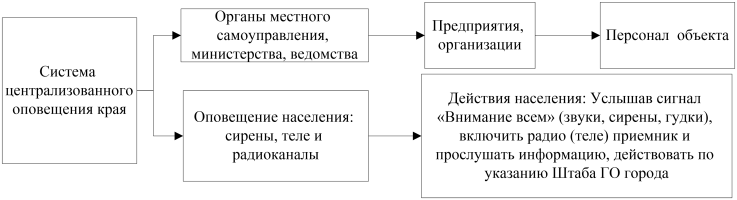 Система
централизованного
оповещения края
Органы местного
самоуправления,
министерства, ведомства
Предприятия,
организации
Персонал объекта
Оповещение населения:
сирены, теле и
радиоканалы
Действия населения: Услышав сигнал
«Внимание всем» (звуки, сирены, гудки),
включить радио (теле) приемник и
прослушать информацию, действовать по
указанию Штаба ГО города